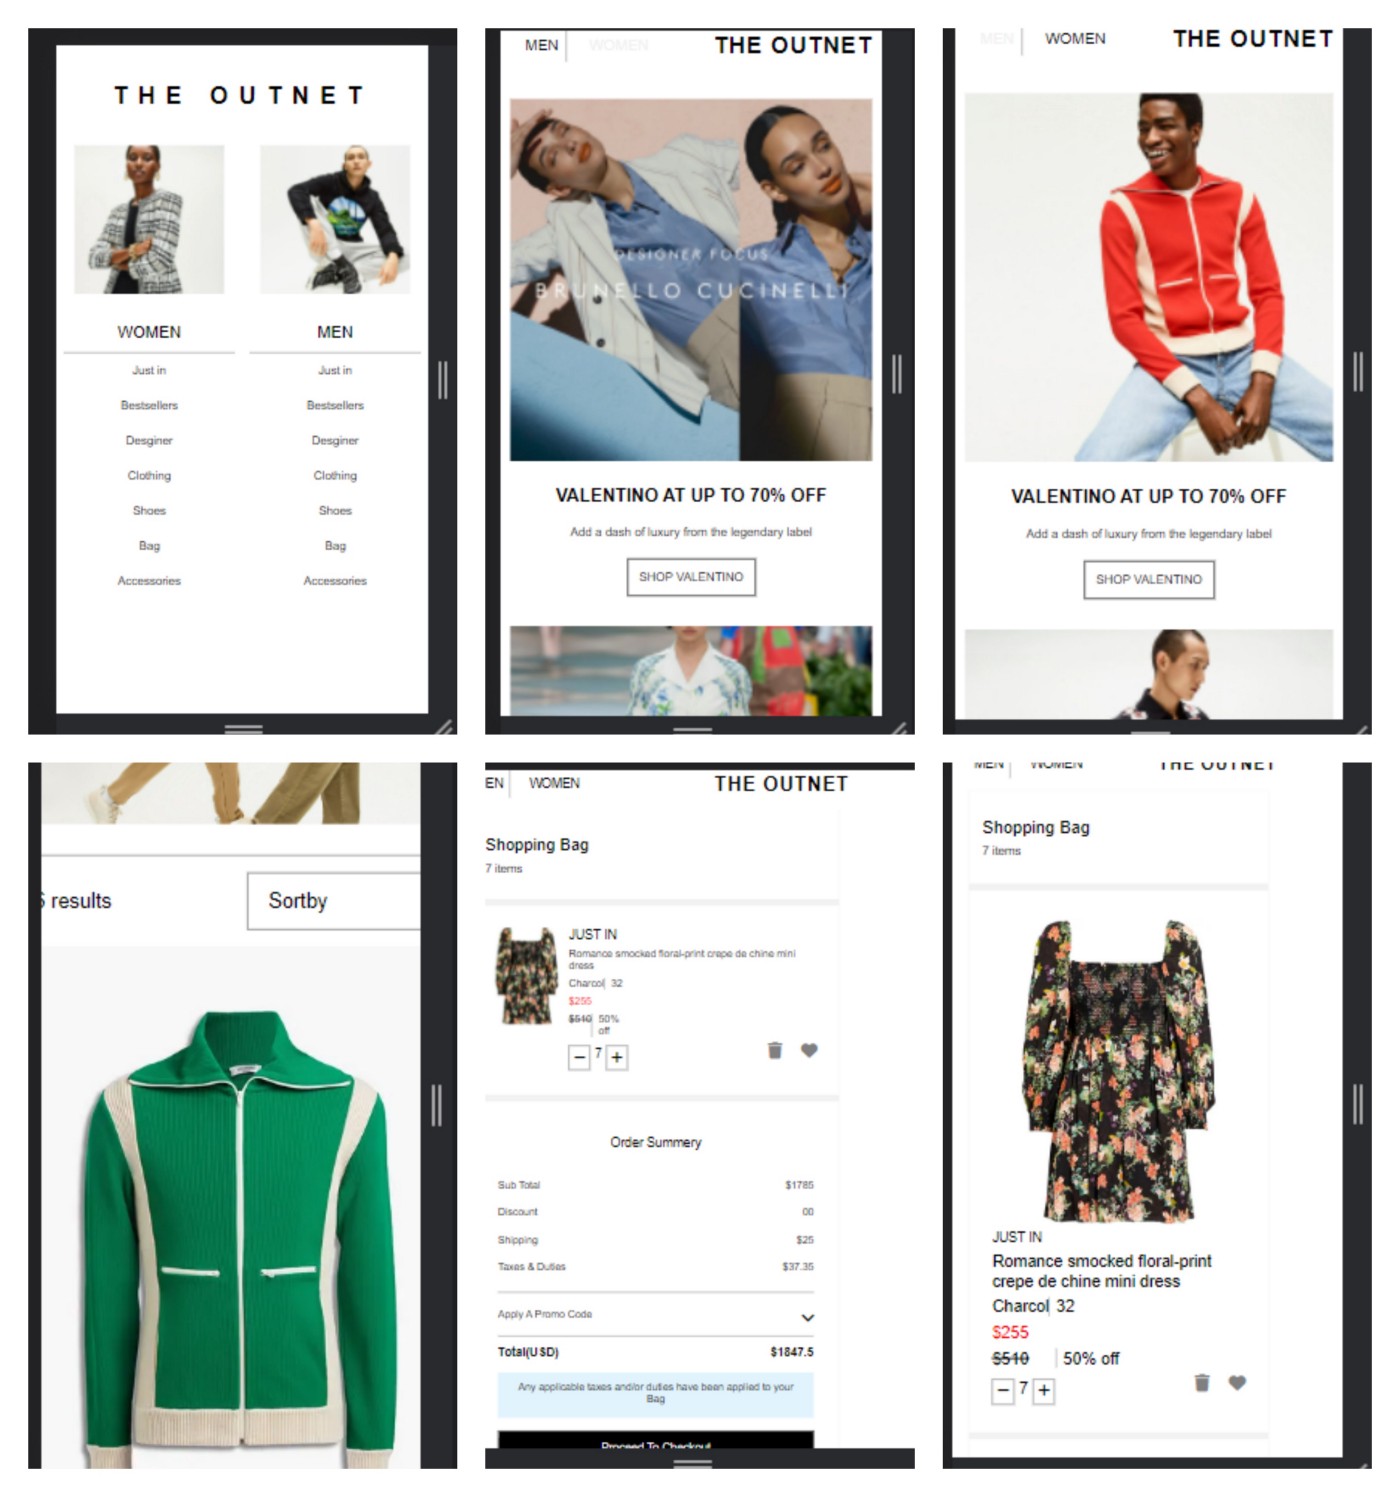 THE OUTNET
WOMEN
Just in
Bestsellers
Desginer
Clothing
Shoes
Bag
Accessories
MEN
Just in
Bestsellers
Desginer
Clothing
Shoes
Bag
Accessories
MEN WOMEN THE OUTNET
DESIGNER FOCUS
BRUNELLO CUCINELLI
VALENTINO AT UP TO 70% OFF
Add a dash of luxury from the legendary label
SHOP VALENTINO
MEN WOMEN THE OUTNET
VALENTINO AT UP TO 70% OFF
Add a dash of luxury from the legendary label
SHOP VALENTINO
results
Sortby
EN WOMEN THE OUTNET
Shopping Bag
7 items
JUST IN
Romance smocked floral-print crepe de chine mini
dress
Charcol 32
$255
$510 50%
off
7
Order Summery
Sub Total $1785
Discount 00
Shipping $25
Taxes & Duties $37.35
Apply A Promo Code
Total(USD) $1847.5
Any applicable taxes and/or duties have been applied to your
Bag
Proceed To Checkout
MEN WOMEN THE OUTNET
Shopping Bag
7 items
JUST IN
Romance smocked floral-print
crepe de chine mini dress
Charcol 32
$255
$510 50% off
7